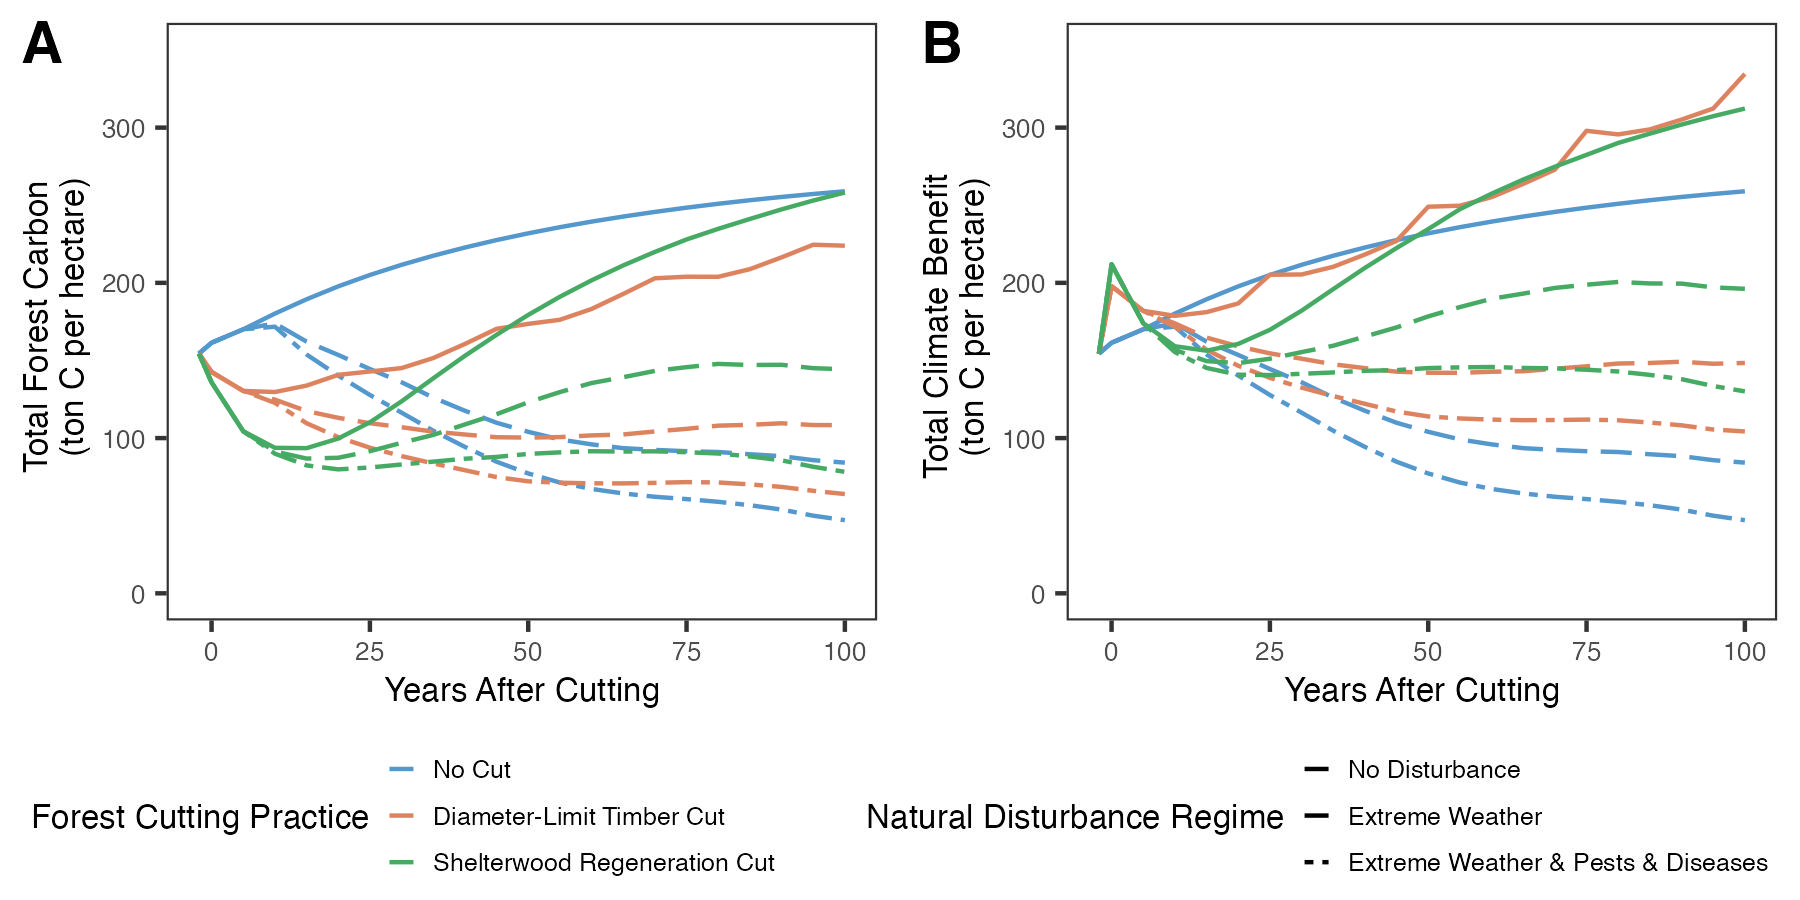 A
B
Total Forest Carbon
(ton C per hectare)
300
200
100
0
0 25 50 75 100
Years After Cutting
Total Climate Benefit
(ton C per hectare)
300
200
100
0
0 25 50 75 100
Years After Cutting
Forest Cutting Practice
No Cut
Diameter-Limit Timber Cut
Shelterwood Regeneration Cut
Natural Disturbance Regime
No Disturbance
Extreme Weather
Extreme Weather & Pests & Diseases